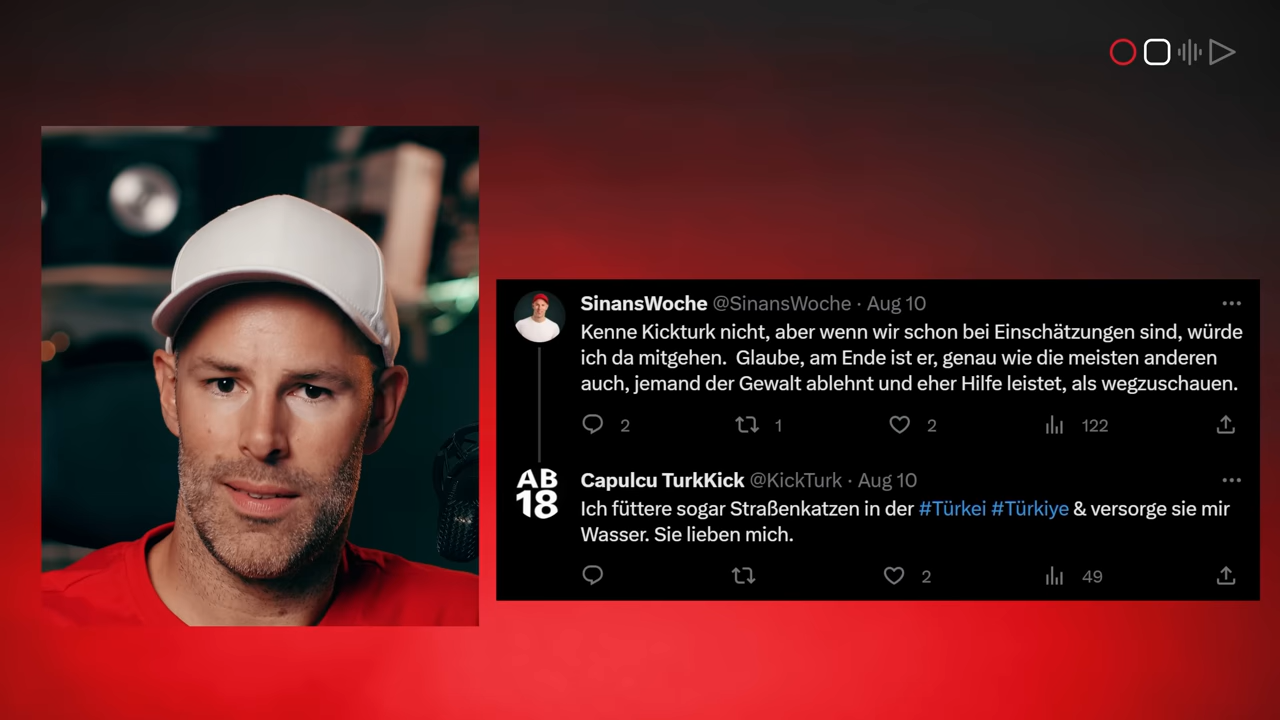 SinansWoche @SinansWoche · Aug 10
Kenne Kickturk nicht, aber wenn wir schon bei Einschätzungen sind, würde
ich da mitgehen.  Glaube, am Ende ist er, genau wie die meisten anderen
auch, jemand der Gewalt ablehnt und eher Hilfe leistet, als wegzuschauen.
2 1 2 122
AB
18
Capulcu TurkKick @KickTurk · Aug 10
Ich füttere sogar Straßenkatzen in der #Türkei #Türkiye & versorge sie mir
Wasser. Sie lieben mich.
2 49